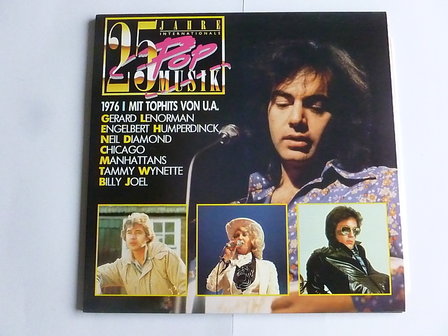 25 JAHRE
INTERNATIONALE
POP
MUSIK
1976 I MIT TOPHITS VON U.A.
GERARD LENORMAN
ENGELBERT HUMPERDINCK
NEIL DIAMOND
CHICAGO
MANHATTANS
TAMMY WYNETTE
BILLY JOEL